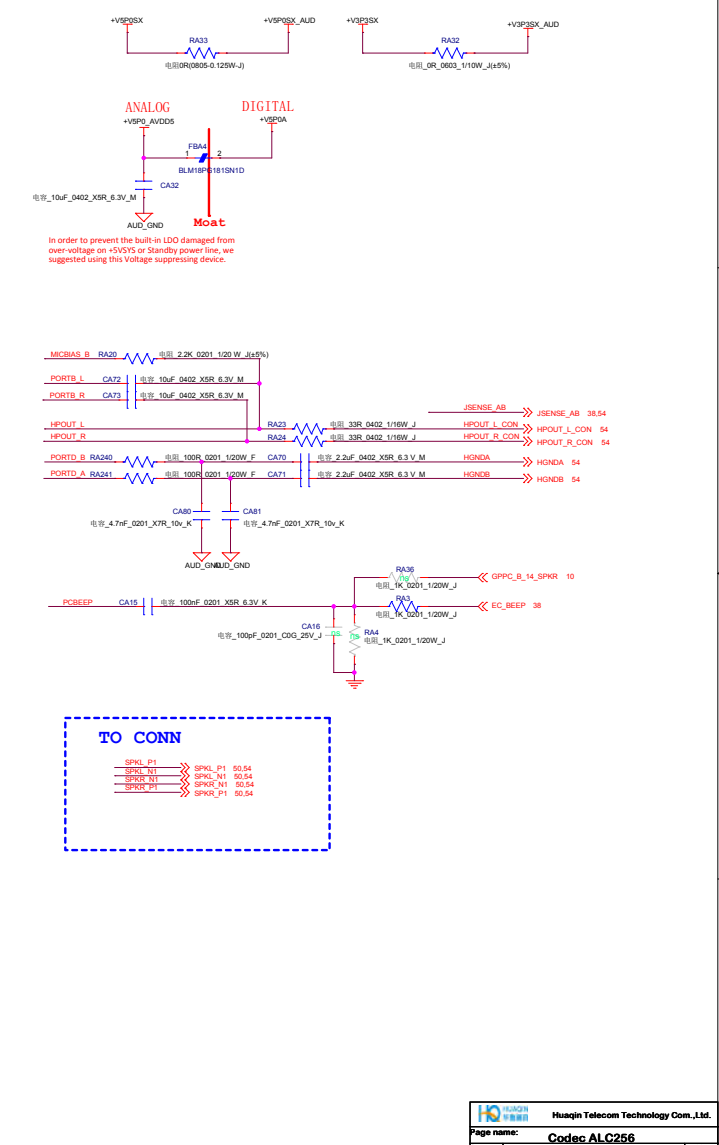 +V5P0SX +V5P0SX_AUD +V3P3SX +V3P3SX_AUD
RA33 RA32
电阻0R(0805-0.125W-J) 电阻_0R_0603_1/10W_J(±5%)
ANALOG DIGITAL
+V5P0_AVDD5 +V5P0A
FBA4
1 2
BLM18PG181SN1D
CA32
电容_10uF_0402_X5R_6.3V_M
AUD_GND
Moat
In order to prevent the built-in LDO damaged from
over-voltage on +5VSYS or Standby power line, we
suggested using this Voltage suppressing device.
MICBIAS_B RA20 电阻_2.2K_0201_1/20 W_J(±5%)
PORTB_L CA72 电容_10uF_0402_X5R_6.3V_M
PORTB_R CA73 电容_10uF_0402_X5R_6.3V_M
JSENSE_AB JSENSE_AB 38,54
HPOUT_L RA23 电阻_33R_0402_1/16W_J HPOUT_L_CON HPOUT_L_CON 54
HPOUT_R RA24 电阻_33R_0402_1/16W_J HPOUT_R_CON HPOUT_R_CON 54
PORTD_B RA240 电阻_100R_0201_1/20W_F CA70 电容_2.2uF_0402_X5R_6.3 V_M HGNDA HGNDA 54
PORTD_A RA241 电阻_100R_0201_1/20W_F CA71 电容_2.2uF_0402_X5R_6.3V_M HGNDB HGNDB 54
CA80 CA81
电容_4.7nF_0201_X7R_10v_K 电容_4.7nF_0201_X7R_10v_K
AUD_GND AUD_GND
RA36
ns GPPC_B_14_SPKR 10
电阻_1K_0201_1/20W_J
PCBEEP CA15 电容_100nF_0201_X5R_6.3V_K RA3 EC_BEEP 38
电阻_1K_0201_1/20W_J
CA16 ns ns RA4
电容_100pF_0201_C0G_25V_J 电阻_1K_0201_1/20W_J
TO CONN
SPKL_P1 SPKL_P1 50,54
SPKL_N1 SPKL_N1 50,54
SPKR_N1 SPKR_N1 50,54
SPKR_P1 SPKR_P1 50,54
HUAQIN
华勤通讯
Huaqin Telecom Technology Com.,Ltd.
Page name:
Codec ALC256